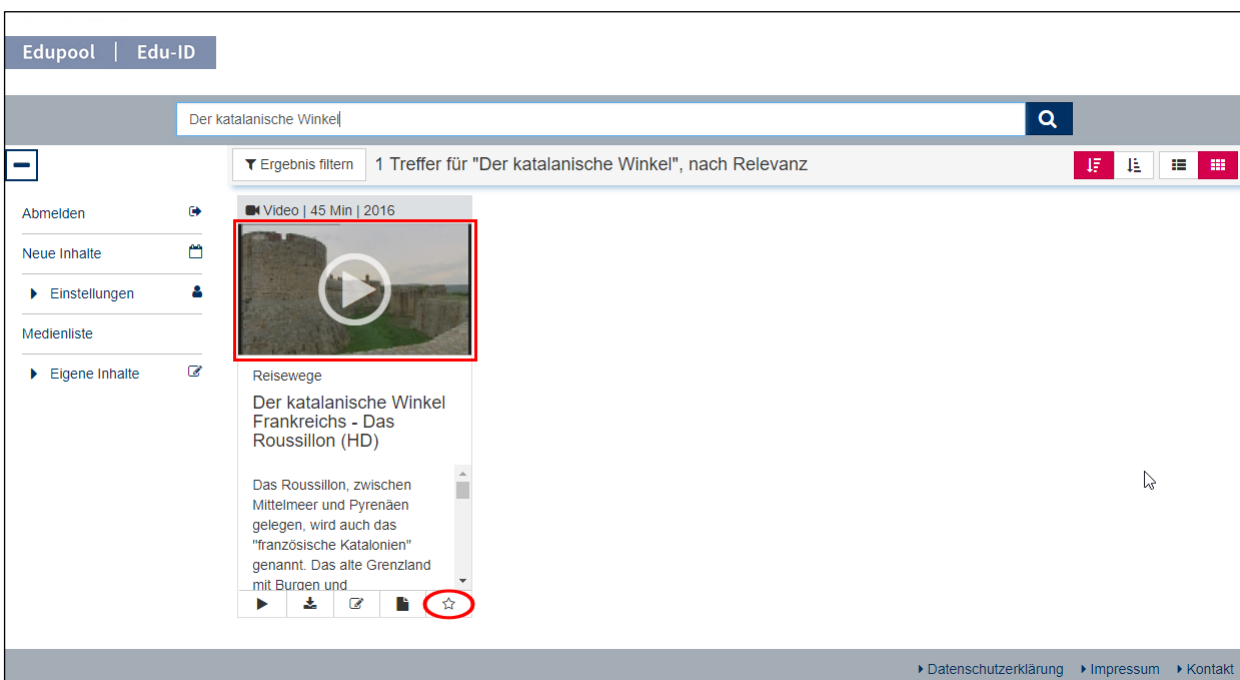 Edupool | Edu-ID
Der katalanische Winkel
Ergebnis filtern
1 Treffer für "Der katalanische Winkel", nach Relevanz
Abmelden
Neue Inhalte
Einstellungen
Medienliste
Eigene Inhalte
Video | 45 Min | 2016
Reisewege
Der katalanische Winkel
Frankreichs - Das
Roussillon (HD)
Das Roussillon, zwischen
Mittelmeer und Pyrenäen
gelegen, wird auch das
"französische Katalonien"
genannt. Das alte Grenzland
mit Burgen und
Datenschutzerklärung
Impressum
Kontakt